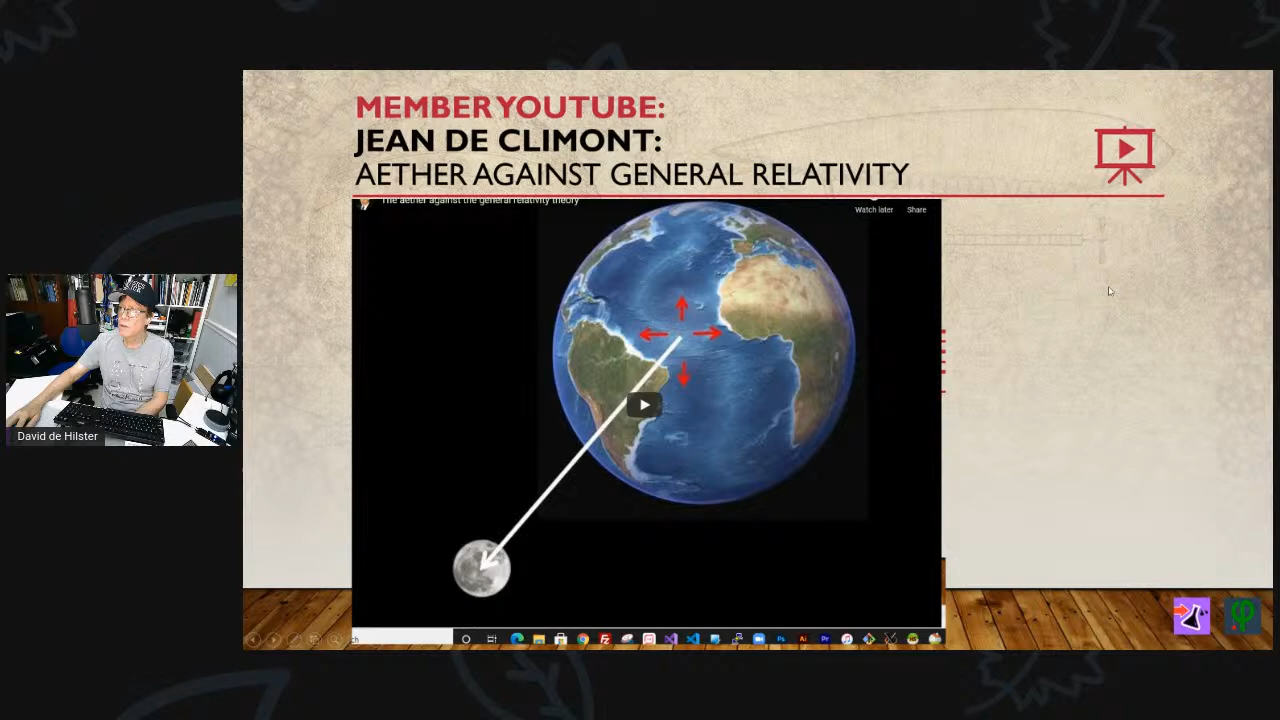 MEMBER YOUTUBE:
JEAN DE CLIMONT:
AETHER AGAINST GENERAL RELATIVITY
The aether against the general relativity theory
Watch later Share
David de Hilster
ch